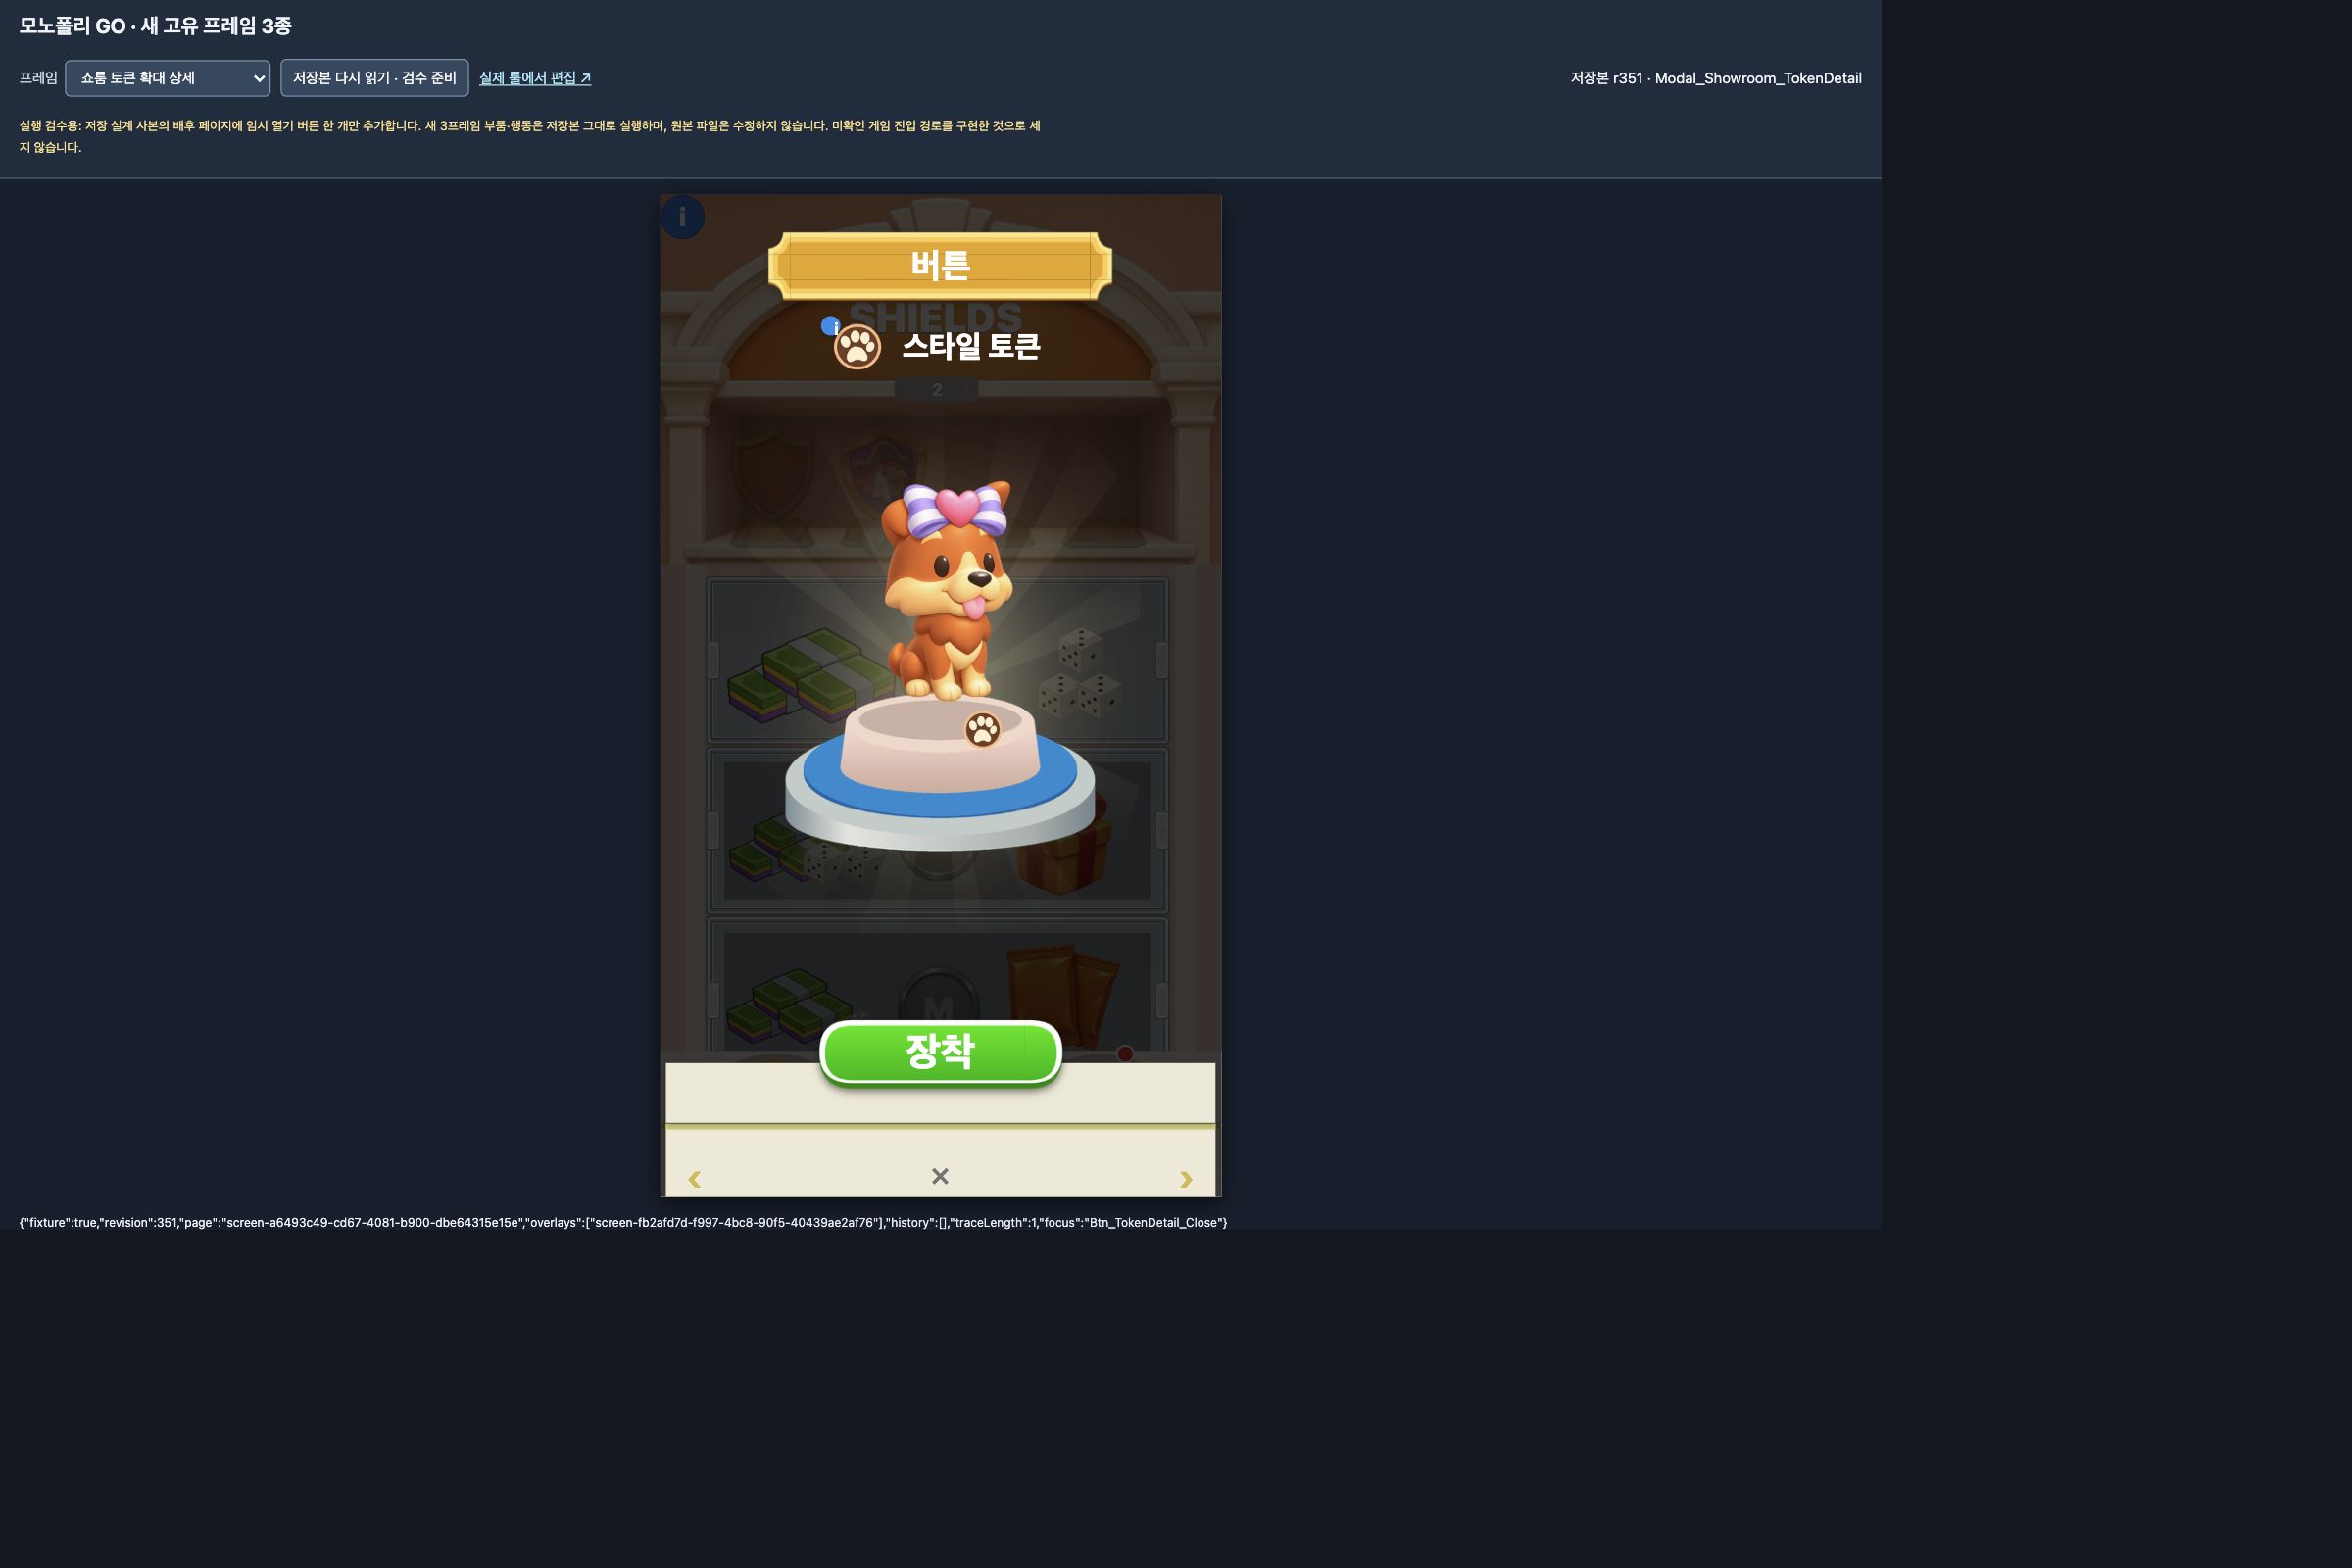 모노폴리 GO · 새 고유 프레임 3종
프레임 쇼룸 토큰 확대 상세 저장본 다시 읽기 · 검수 준비 실제 툴에서 편집 ↗ 저장본 r351 · Modal_Showroom_TokenDetail
실행 검수용: 저장 설계 사본의 배후 페이지에 임시 열기 버튼 한 개만 추가합니다. 새 3프레임 부품·행동은 저장본 그대로 실행하며, 원본 파일은 수정하지 않습니다. 미확인 게임 진입 경로를 구현한 것으로 세
지 않습니다.
i
버튼
SHIELDS
i
스타일 토큰
2
M
장착
‹ × ›
{"fixture":true,"revision":351,"page":"screen-a6493c49-cd67-4081-b900-dbe64315e15e","overlays":["screen-fb2afd7d-f997-4bc8-90f5-40439ae2af76"],"history":[],"traceLength":1,"focus":"Btn_TokenDetail_Close"}